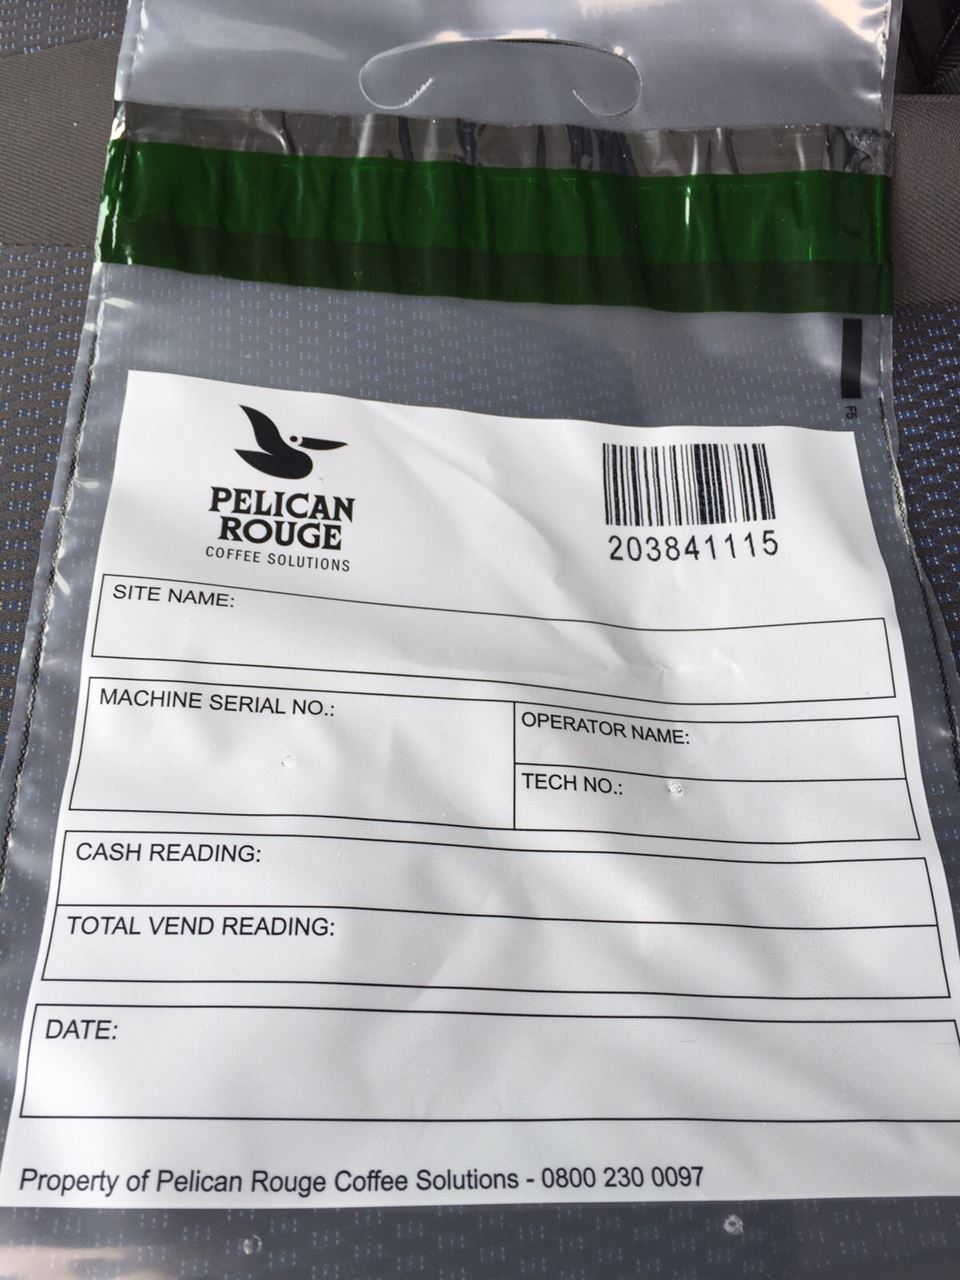 F5
PELICAN
ROUGE
COFFEE SOLUTIONS
203841115
SITE NAME:
MACHINE SERIAL NO.:
OPERATOR NAME:
TECH NO.:
CASH READING:
TOTAL VEND READING:
DATE:
Property of Pelican Rouge Coffee Solutions - 0800 230 0097